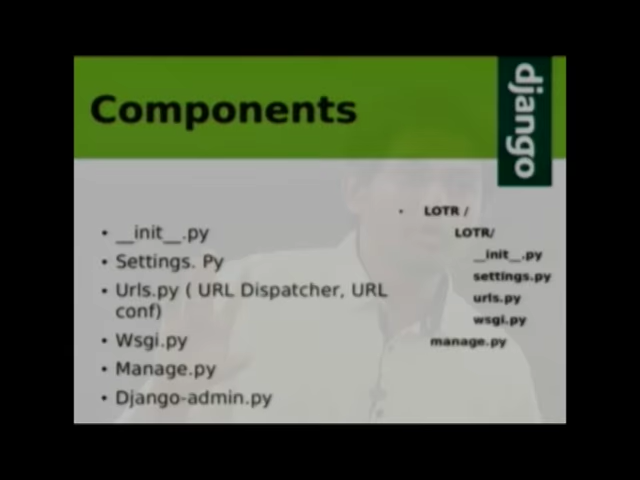 Components
django
• __init__.py
• Settings. Py
• Urls.py ( URL Dispatcher, URL
conf)
• Wsgi.py
• Manage.py
• Django-admin.py
• LOTR /
LOTR/
__init__.py
settings.py
urls.py
wsgi.py
manage.py